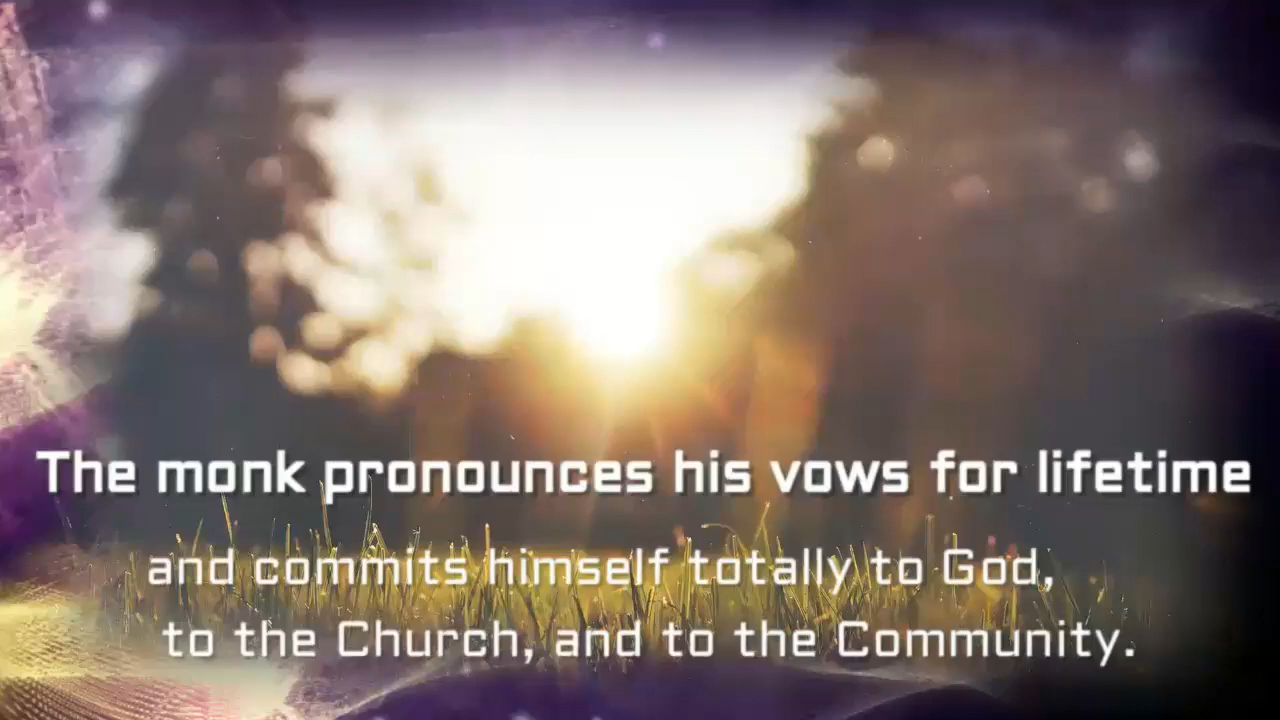 The monk pronounces his vows for lifetime
and commits himself totally to God,
to the Church, and to the Community.